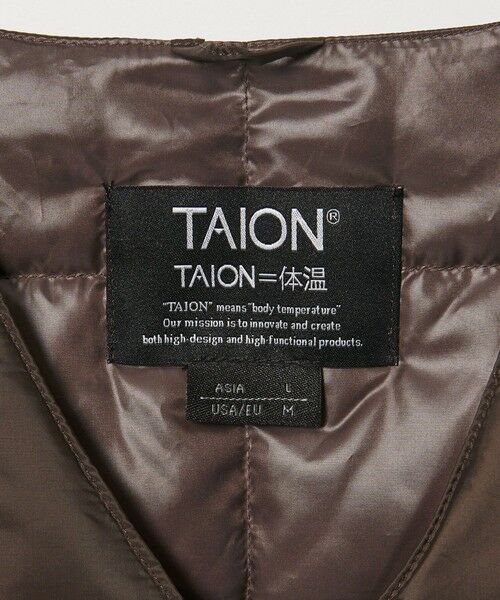 TAION®
TAION=体温
"TAION" means "body temperature"
Our mission is to innovate and create
both high-design and high-functional products.
ASIA L
USA/EU M